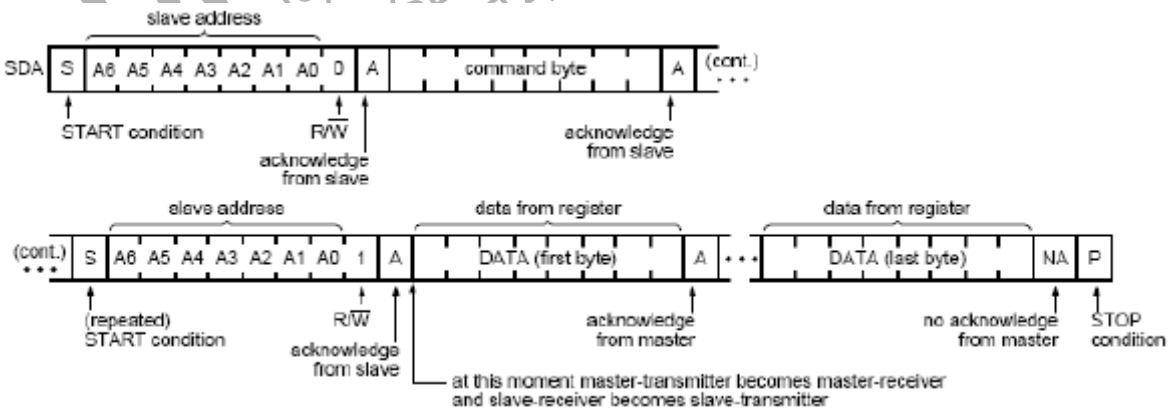 slave address
SDA S A6 A5 A4 A3 A2 A1 A0 0 A command byte A (cont.)
START condition R/W acknowledge from slave acknowledge from slave
slave address data from register data from register
(cont.) S A6 A5 A4 A3 A2 A1 A0 1 A DATA (first byte) A DATA (last byte) NA P
(repeated) START condition R/W acknowledge from slave acknowledge from master no acknowledge from master STOP condition
at this moment master-transmitter becomes master-receiver
and slave-receiver becomes slave-transmitter